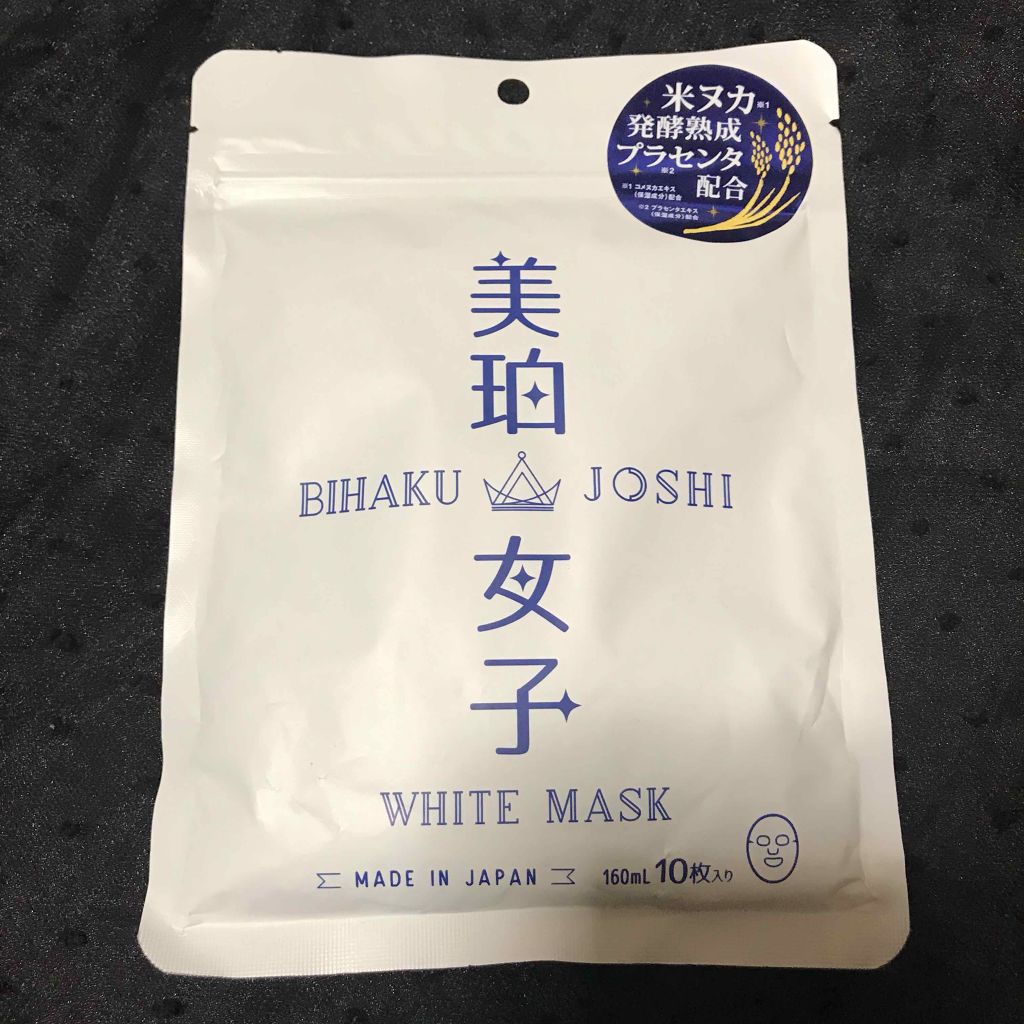 米ヌカ※1
発酵熟成
プラセンタ
※2
配合
※1 コメヌカエキス
(保湿成分)配合
※2 プラセンタエキス
(保湿成分)配合
美珀
BIHAKU JOSHI
女子
WHITE MASK
MADE IN JAPAN 160mL 10枚入り